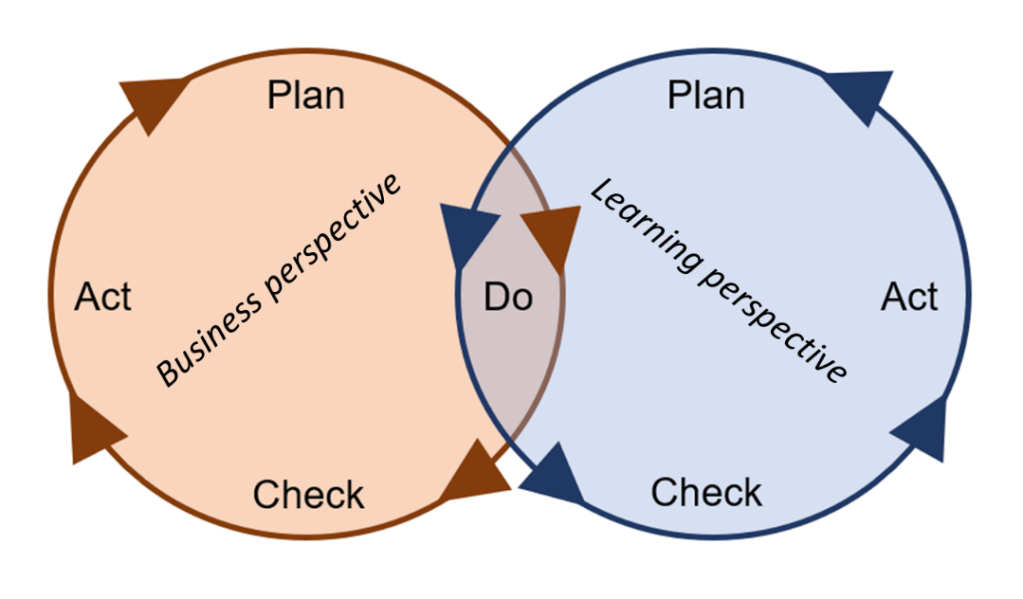 Plan
Plan
Business perspective
Learning perspective
Act
Do
Act
Check
Check